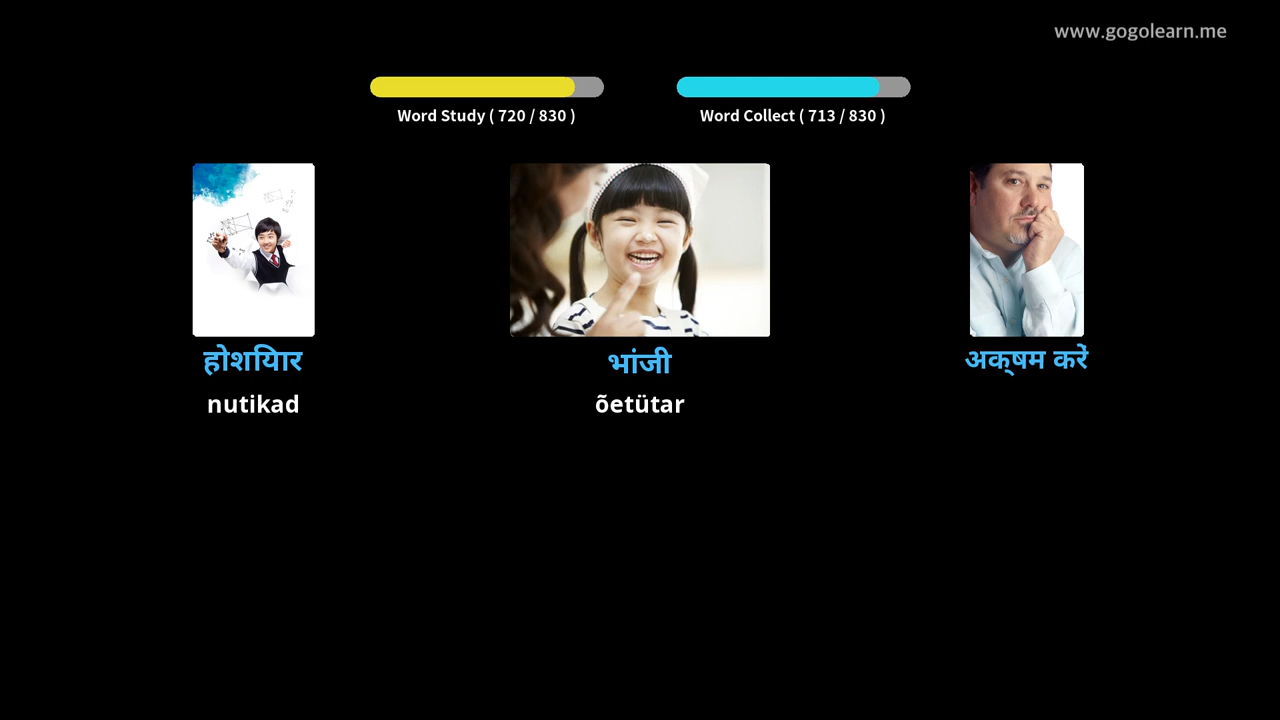 www.gogolearn.me
Word Study ( 720 / 830 )
Word Collect ( 713 / 830 )
होशियार
भांजी
अक्षम करें
nutikad
õetütar